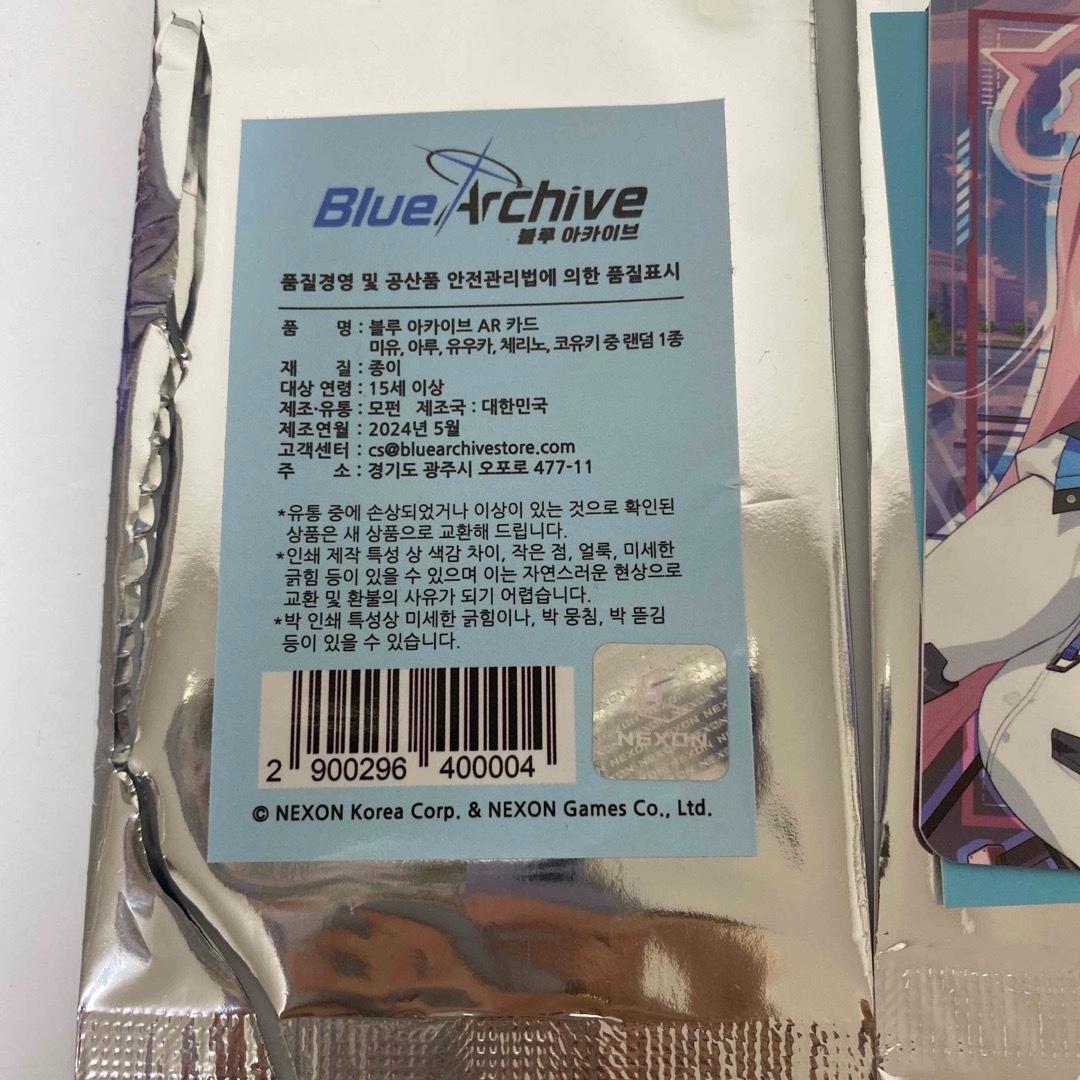 Blue Archive
블루 아카이브
품질경영 및 공산품 안전관리법에 의한 품질표시
품 명 : 블루 아카이브 AR 카드
미유, 아루, 유우카, 체리노, 코유키 중 랜덤 1종
재 질 : 종이
대상 연령 : 15세 이상
제조·유통 : 모펀 제조국 : 대한민국
제조연월 : 2024년 5월
고객센터 : cs@bluearchivestore.com
주 소 : 경기도 광주시 오포로 477-11
*유통 중에 손상되었거나 이상이 있는 것으로 확인된
상품은 새 상품으로 교환해 드립니다.
*인쇄 제작 특성 상 색감 차이, 작은 점, 얼룩, 미세한
긁힘 등이 있을 수 있으며 이는 자연스러운 현상으로
교환 및 환불의 사유가 되기 어렵습니다.
*박 인쇄 특성상 미세한 긁힘이나, 박 뭉침, 박 뜯김
등이 있을 수 있습니다.
NEXON
2 900296 400004
© NEXON Korea Corp. & NEXON Games Co., Ltd.